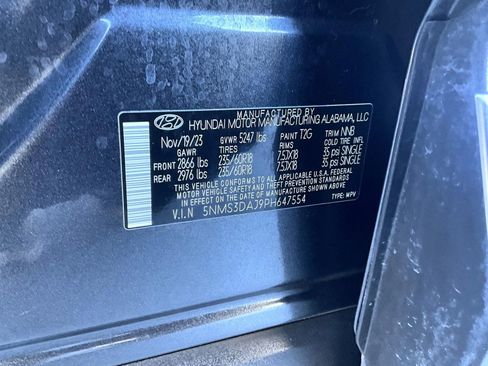 MANUFACTURED BY
HYUNDAI MOTOR MANUFACTURING ALABAMA, LLC
Nov/19/23 GVWR 5247 lbs PAINT T2G TRIM NNB
GAWR TIRES RIMS COLD TIRE INFL
FRONT 2866 lbs 235/60R18 7.5JX18 35 psi SINGLE
REAR 2976 lbs 235/60R18 7.5JX18 35 psi SINGLE
THIS VEHICLE CONFORMS TO ALL APPLICABLE U.S.A. FEDERAL
MOTOR VEHICLE SAFETY AND THEFT PREVENTION STANDARDS
IN EFFECT ON THE DATE OF MANUFACTURE SHOWN ABOVE.
V.I.N 5NMS3DAJ9PH647554 TYPE: MPV